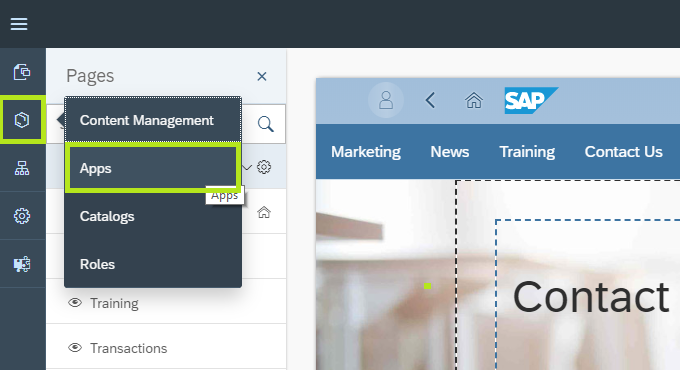 Pages
Content Management
Apps
Apps
Catalogs
Roles
Training
Transactions
SAP
Marketing News Training Contact Us
Contact